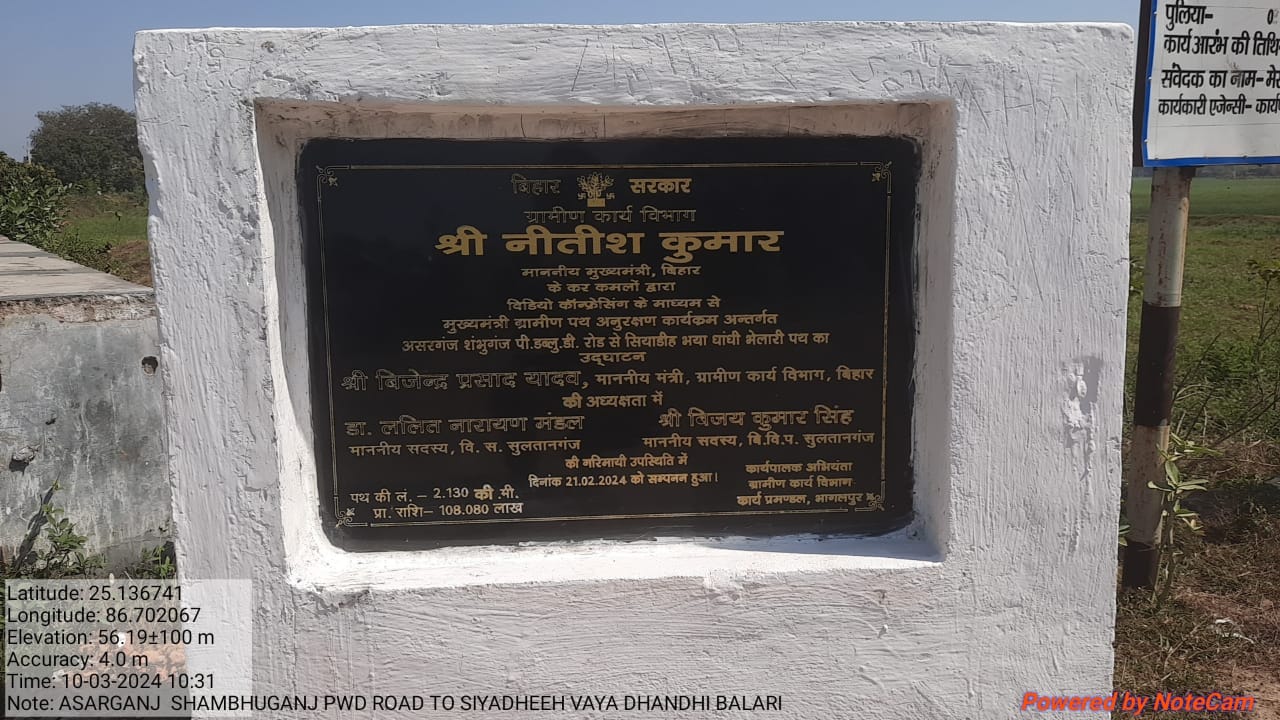 बिहार सरकार
ग्रामीण कार्य विभाग
श्री नीतीश कुमार
माननीय मुख्यमंत्री, बिहार
के कर कमलों द्वारा
विडियो कॉन्फ्रेसिंग के माध्यम से
मुख्यमंत्री ग्रामीण पथ अनुरक्षण कार्यक्रम अन्तर्गत
असरगंज शंभुगंज पी.डब्लु.डी. रोड से सियाडीह भया धांधी भेलारी पथ का
उद्घाटन
श्री बिजेन्द्र प्रसाद यादव, माननीय मंत्री, ग्रामीण कार्य विभाग, बिहार
की अध्यक्षता में
डा. ललित नारायण मंडल श्री विजय कुमार सिंह
माननीय सदस्य, वि. स. सुलतानगंज माननीय सदस्य, बि.वि.प. सुलतानगंज
की गरिमायी उपस्थिति में
दिनांक 21.02.2024 को सम्पनन हुआ।
पथ की लं. – 2.130 की. मी.
प्रा. राशि– 108.080 लाख
कार्यपालक अभियंता
ग्रामीण कार्य विभाग
कार्य प्रमण्डल, भागलपुर
पुलिया-
कार्य आरंभ की
संवेदक का नाम-
कार्यकारी एजेन्सी-
Latitude: 25.136741
Longitude: 86.702067
Elevation: 56.19±100 m
Accuracy: 4.0 m
Time: 10-03-2024 10:31
Note: ASARGANJ SHAMBHUGANJ PWD ROAD TO SIYADHEEH VAYA DHANDHI BALARI
Powered by NoteCam